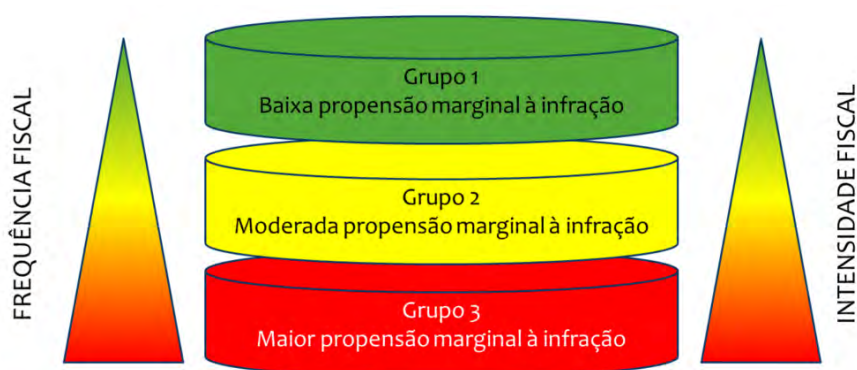 FREQUÊNCIA FISCAL
Grupo 1
Baixa propensão marginal à infração
Grupo 2
Moderada propensão marginal à infração
Grupo 3
Maior propensão marginal à infração
INTENSIDADE FISCAL